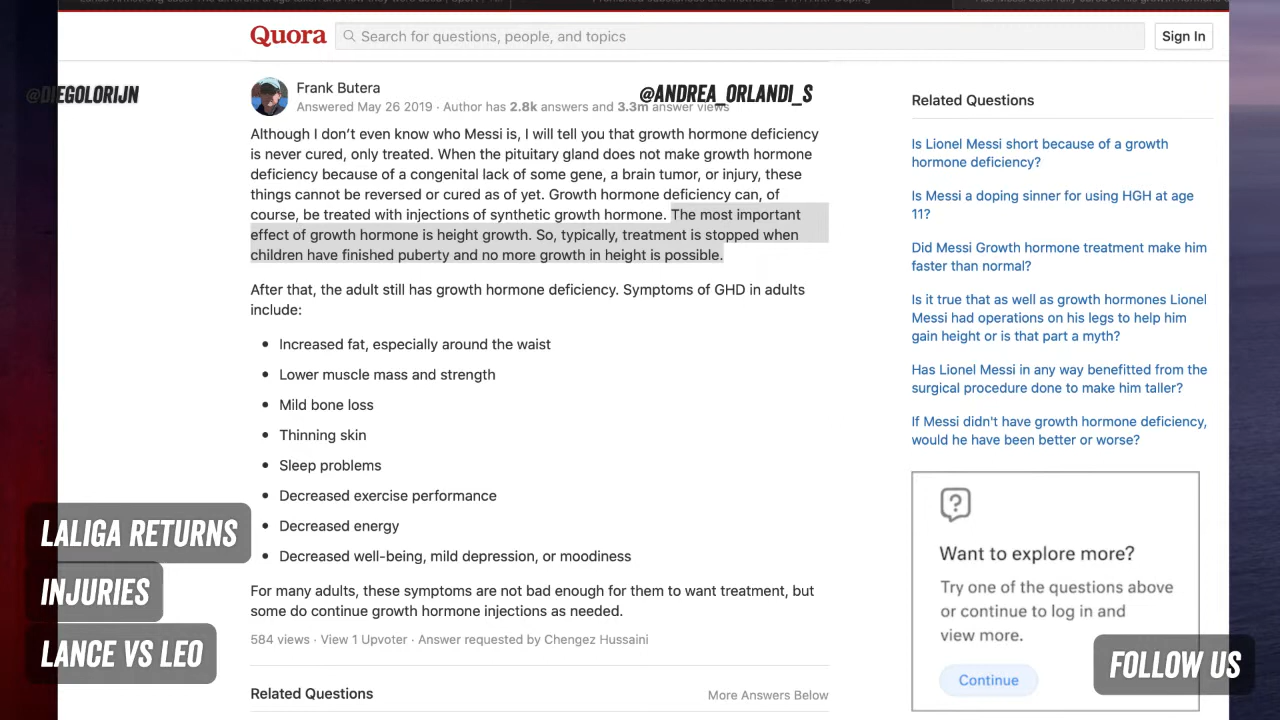 Quora
Search for questions, people, and topics
Sign In
@DIEGOLORIJN
@ANDREA_ORLANDI_S
Frank Butera
Answered May 26 2019 · Author has 2.8k answers and 3.3m answer views
Although I don't even know who Messi is, I will tell you that growth hormone deficiency
is never cured, only treated. When the pituitary gland does not make growth hormone
deficiency because of a congenital lack of some gene, a brain tumor, or injury, these
things cannot be reversed or cured as of yet. Growth hormone deficiency can, of
course, be treated with injections of synthetic growth hormone. The most important
effect of growth hormone is height growth. So, typically, treatment is stopped when
children have finished puberty and no more growth in height is possible.
After that, the adult still has growth hormone deficiency. Symptoms of GHD in adults
include:
• Increased fat, especially around the waist
• Lower muscle mass and strength
• Mild bone loss
• Thinning skin
• Sleep problems
• Decreased exercise performance
• Decreased energy
• Decreased well-being, mild depression, or moodiness
For many adults, these symptoms are not bad enough for them to want treatment, but
some do continue growth hormone injections as needed.
584 views · View 1 Upvoter · Answer requested by Chengez Hussaini
Related Questions
More Answers Below
Related Questions
Is Lionel Messi short because of a growth
hormone deficiency?
Is Messi a doping sinner for using HGH at age
11?
Did Messi Growth hormone treatment make him
faster than normal?
Is it true that as well as growth hormones Lionel
Messi had operations on his legs to help him
gain height or is that part a myth?
Has Lionel Messi in any way benefitted from the
surgical procedure done to make him taller?
If Messi didn't have growth hormone deficiency,
would he have been better or worse?
Want to explore more?
Try one of the questions above
or continue to log in and
view more.
Continue
LALIGA RETURNS
INJURIES
LANCE VS LEO
FOLLOW US